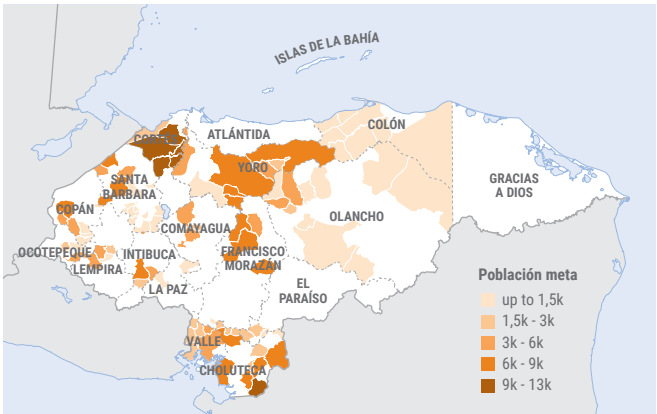 ISLAS DE LA BAHÍA
COLÓN
ATLÁNTIDA
CORTÉS
YORO
SANTA
BARBARA
GRACIAS
A DIOS
COPÁN
OLANCHO
COMAYAGUA
OCOTEPEQUE
INTIBUCA
FRANCISCO
MORAZÁN
LEMPIRA
LA PAZ
EL
PARAÍSO
VALLE
CHOLUTECA
Población meta
up to 1,5k
1,5k - 3k
3k - 6k
6k - 9k
9k - 13k